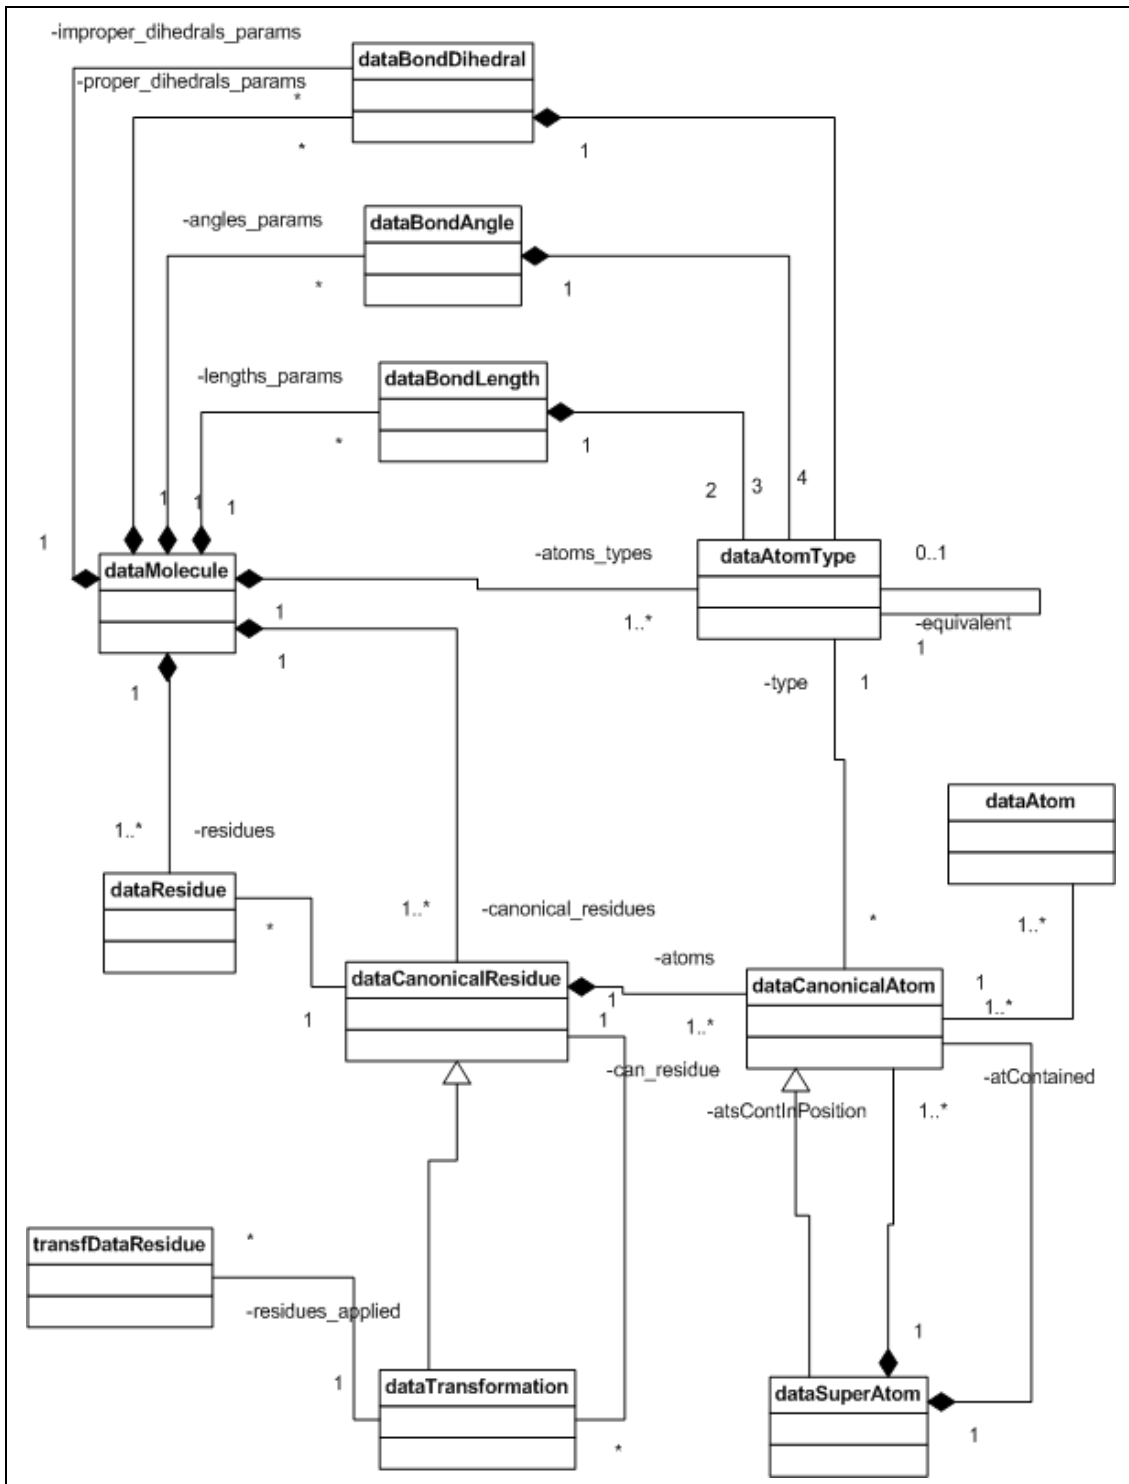 -improper_dihedrals_params
dataBondDihedral
-proper_dihedrals_params
*
*
1
-angles_params
dataBondAngle
*
1
-lengths_params
dataBondLength
*
1
2
3
4
1
1
1
1
dataMolecule
-atoms_types
dataAtomType
0..1
1
1..*
-equivalent
1
1
1
-type
1
dataAtom
1..*
-residues
dataResidue
*
1..*
-canonical_residues
*
1..*
-atoms
dataCanonicalResidue
dataCanonicalAtom
1
1
1
1..*
1
1..*
-can_residue
-atContained
-atsContInPosition
1..*
transfDataResidue
*
-residues_applied
1
1
dataTransformation
dataSuperAtom
*
1